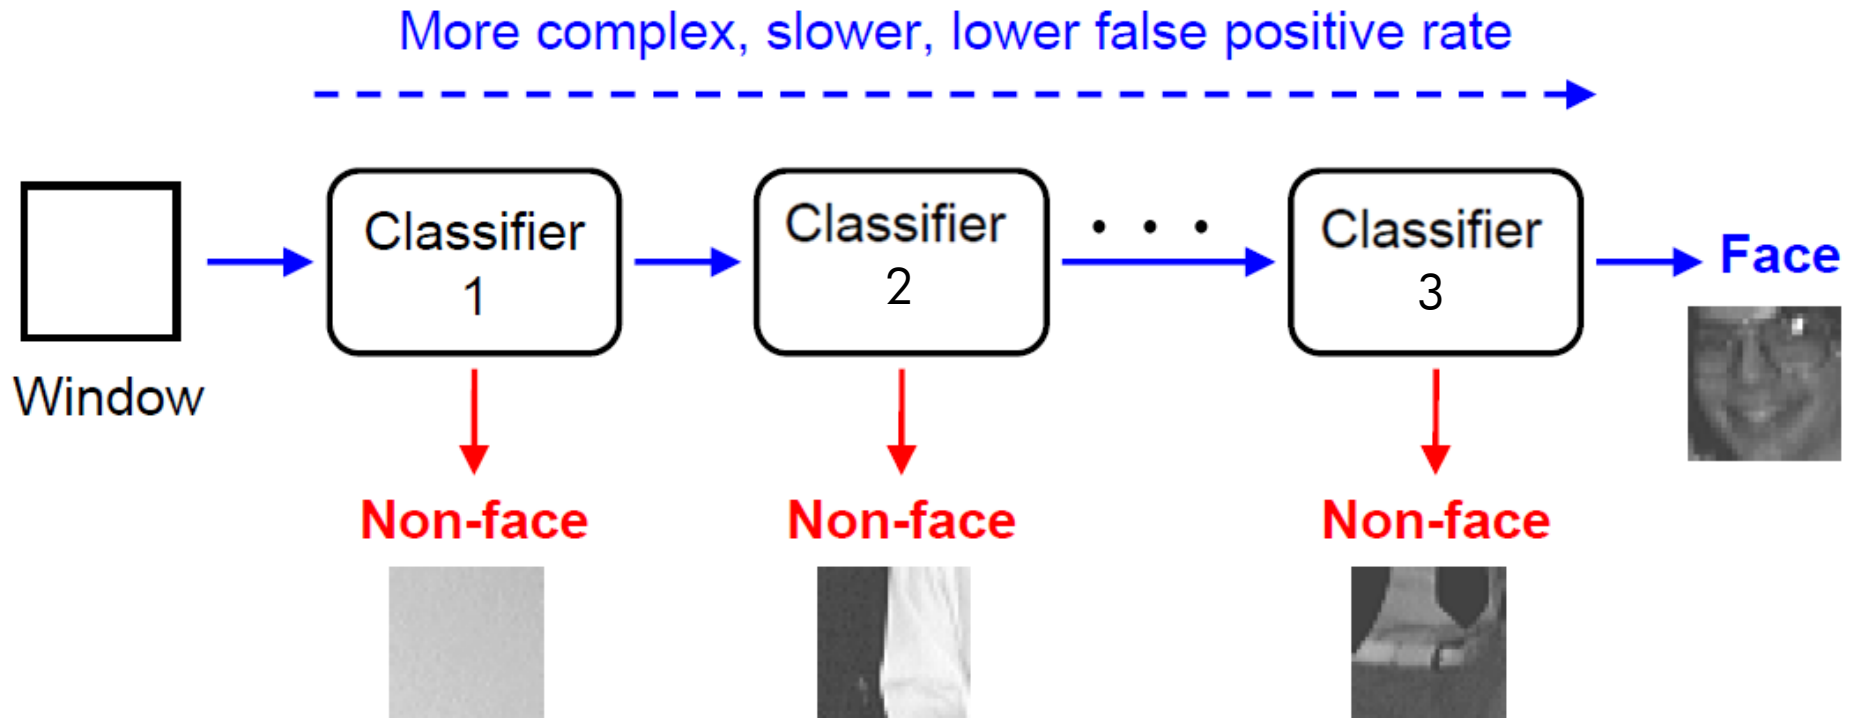 More complex, slower, lower false positive rate
Window
Classifier
1
Classifier
2
. . .
Classifier
3
Face
Non-face
Non-face
Non-face